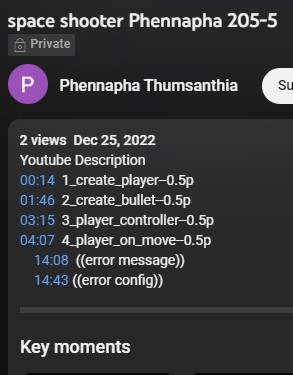 space shooter Phennapha 205-5
Private
P
Phennapha Thumsanthia
Su
2 views  Dec 25, 2022
Youtube Description
00:14  1_create_player--0.5p
01:46  2_create_bullet--0.5p
03:15  3_player_controller--0.5p
04:07  4_player_on_move--0.5p
14:08  ((error message))
14:43 ((error config))
Key moments